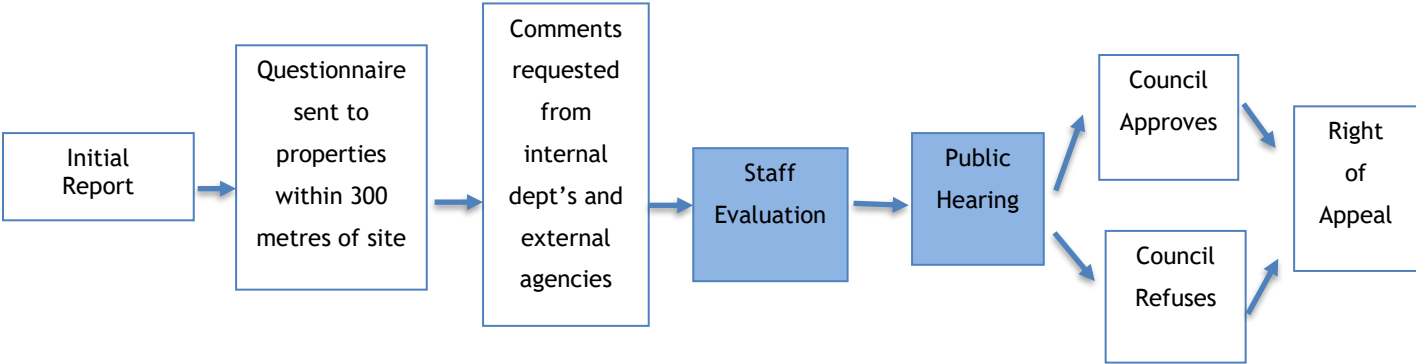 Initial
Report
Questionnaire
sent to
properties
within 300
metres of site
Comments
requested
from
internal
dept’s and
external
agencies
Staff
Evaluation
Public
Hearing
Council
Approves
Council
Refuses
Right
of
Appeal